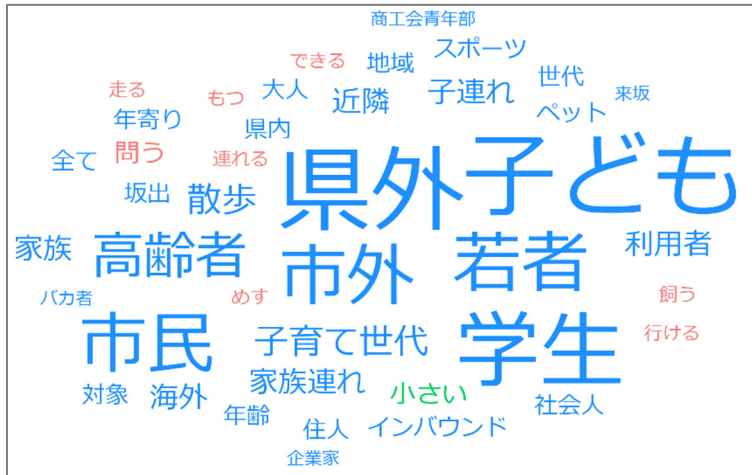 商工会青年部
スポーツ
できる
地域
世代
走る
もつ
大人
近隣
子連れ
来坂
年寄り
県内
ペット
全て
問う
連れる
県外
子ども
坂出
散歩
家族
高齢者
市外
若者
利用者
バカ者
めす
飼う
市民
子育て世代
学生
行ける
家族連れ
対象
海外
小さい
社会人
年齢
住人
インバウンド
企業家